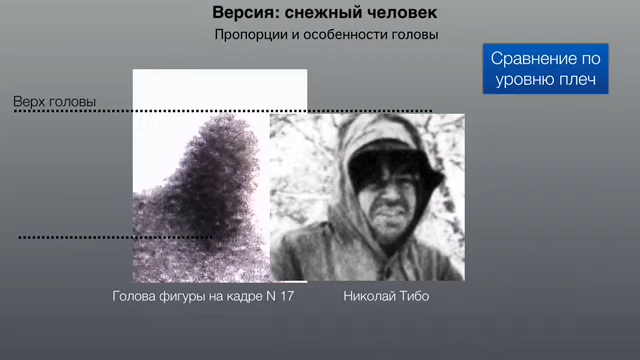 Версия: снежный человек
Пропорции и особенности головы
Сравнение по
уровню плеч
Верх головы
Голова фигуры на кадре N 17
Николай Тибо